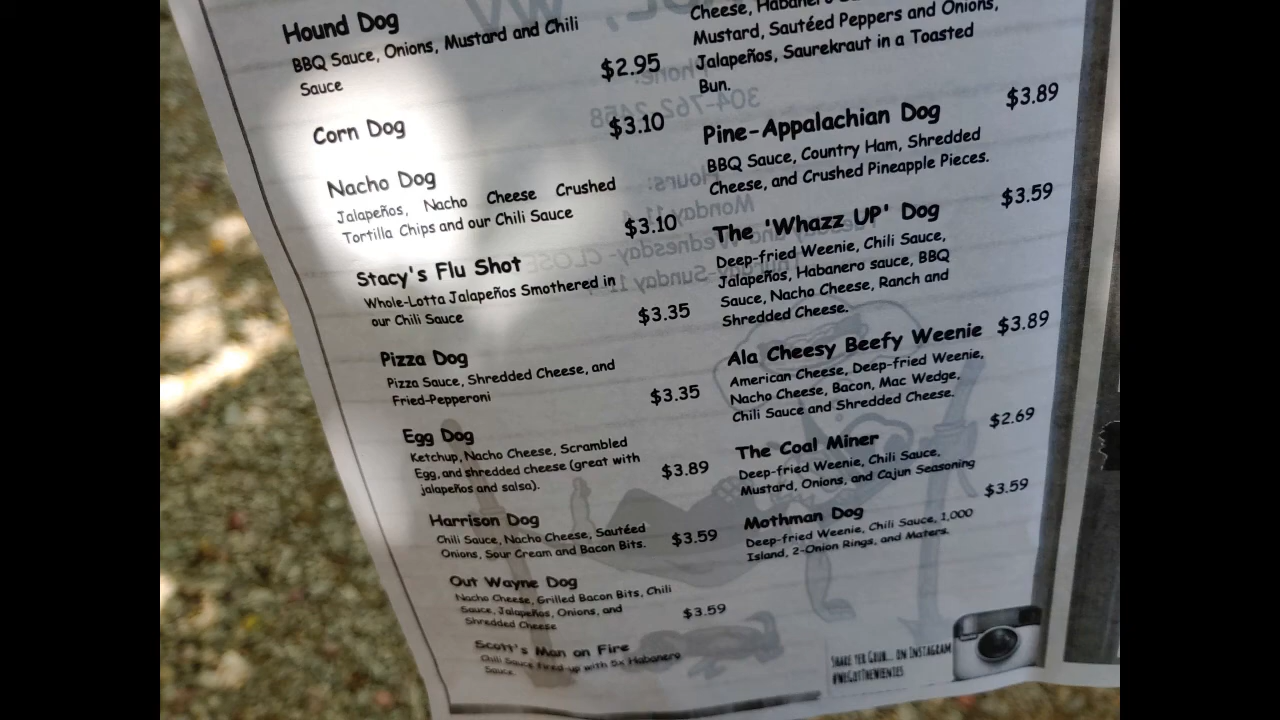 Hound Dog
BBQ Sauce, Onions, Mustard and Chili
Sauce
$2.95
Corn Dog
$3.10
Nacho Dog
Jalapeños, Nacho Cheese Crushed
Tortilla Chips and our Chili Sauce
$3.10
Stacy's Flu Shot
Whole-Lotta Jalapeños Smothered in
our Chili Sauce
$3.35
Pizza Dog
Pizza Sauce, Shredded Cheese, and
Fried-Pepperoni
$3.35
Egg Dog
Ketchup, Nacho Cheese, Scrambled
Egg, and shredded cheese (great with
jalapeños and salsa).
$3.89
Harrison Dog
Chili Sauce, Nacho Cheese, Sautéed
Onions, Sour Cream and Bacon Bits.
$3.59
Out Wayne Dog
Nacho Cheese, Grilled Bacon Bits, Chili
Sauce, Jalapeños, Onions, and
Shredded Cheese
$3.59
Scott's Man on Fire
Chili Sauce fired-up with 5x Habanero
Sauce.
Cheese, Habanero
Mustard, Sautéed Peppers and Onions,
Jalapeños, Saurekraut in a Toasted
Bun.
$3.89
Pine-Appalachian Dog
BBQ Sauce, Country Ham, Shredded
Cheese, and Crushed Pineapple Pieces.
$3.59
The 'Whazz UP' Dog
Deep-fried Weenie, Chili Sauce,
Jalapeños, Habanero sauce, BBQ
Sauce, Nacho Cheese, Ranch and
Shredded Cheese.
$3.89
Ala Cheesy Beefy Weenie
American Cheese, Deep-fried Weenie,
Nacho Cheese, Bacon, Mac Wedge,
Chili Sauce and Shredded Cheese.
$2.69
The Coal Miner
Deep-fried Weenie, Chili Sauce,
Mustard, Onions, and Cajun Seasoning
$3.59
Mothman Dog
Deep-fried Weenie, Chili Sauce, 1,000
Island, 2-Onion Rings, and Maters.
SHARE YER GRUB... ON INSTAGRAM
#WEGOTTHEWEENIES